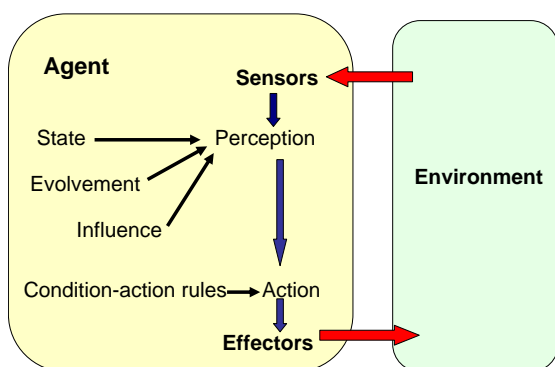 Agent
Sensors
State
Perception
Evolvement
Environment
Influence
Condition-action rules
Action
Effectors